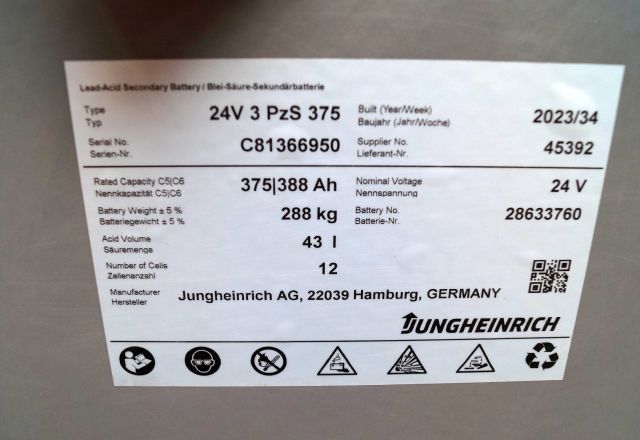 Lead-Acid Secondary Battery / Blei-Säure-Sekundärbatterie
Type 24V 3 PzS 375 Built (Year/Week) 2023/34
Typ Baujahr (Jahr/Woche)
Serial No. C81366950 Supplier No. 45392
Serien-Nr. Lieferant-Nr.
Rated Capacity C5|C6 375|388 Ah Nominal Voltage 24 V
Nennkapazität C5|C6 Nennspannung
Battery Weight ± 5 % 288 kg Battery No. 28633760
Batteriegewicht ± 5 % Batterie-Nr.
Acid Volume 43 l
Säuremenge
Number of Cells 12
Zellenanzahl
Manufacturer Jungheinrich AG, 22039 Hamburg, GERMANY
Hersteller
JUNGHEINRICH